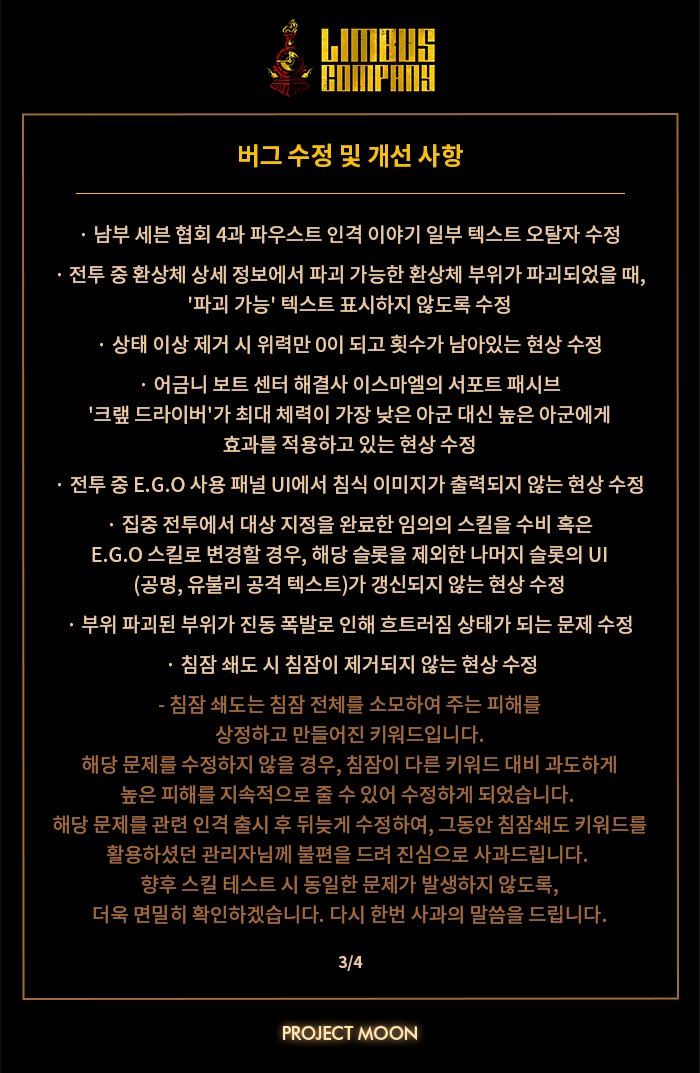 LIMBUS
COMPANY
버그 수정 및 개선 사항
· 남부 세븐 협회 4과 파우스트 인격 이야기 일부 텍스트 오탈자 수정
· 전투 중 환상체 상세 정보에서 파괴 가능한 환상체 부위가 파괴되었을 때,
'파괴 가능' 텍스트 표시하지 않도록 수정
· 상태 이상 제거 시 위력만 0이 되고 횟수가 남아있는 현상 수정
· 어금니 보트 센터 해결사 이스마엘의 서포트 패시브
'크랲 드라이버'가 최대 체력이 가장 낮은 아군 대신 높은 아군에게
효과를 적용하고 있는 현상 수정
· 전투 중 E.G.O 사용 패널 UI에서 침식 이미지가 출력되지 않는 현상 수정
· 집중 전투에서 대상 지정을 완료한 임의의 스킬을 수비 혹은
E.G.O 스킬로 변경할 경우, 해당 슬롯을 제외한 나머지 슬롯의 UI
(공명, 유불리 공격 텍스트)가 갱신되지 않는 현상 수정
· 부위 파괴된 부위가 진동 폭발로 인해 흐트러짐 상태가 되는 문제 수정
· 침잠 쇄도 시 침잠이 제거되지 않는 현상 수정
- 침잠 쇄도는 침잠 전체를 소모하여 주는 피해를
상정하고 만들어진 키워드입니다.
해당 문제를 수정하지 않을 경우, 침잠이 다른 키워드 대비 과도하게
높은 피해를 지속적으로 줄 수 있어 수정하게 되었습니다.
해당 문제를 관련 인격 출시 후 뒤늦게 수정하여, 그동안 침잠쇄도 키워드를
활용하셨던 관리자님께 불편을 드려 진심으로 사과드립니다.
향후 스킬 테스트 시 동일한 문제가 발생하지 않도록,
더욱 면밀히 확인하겠습니다. 다시 한번 사과의 말씀을 드립니다.
3/4
PROJECT MOON